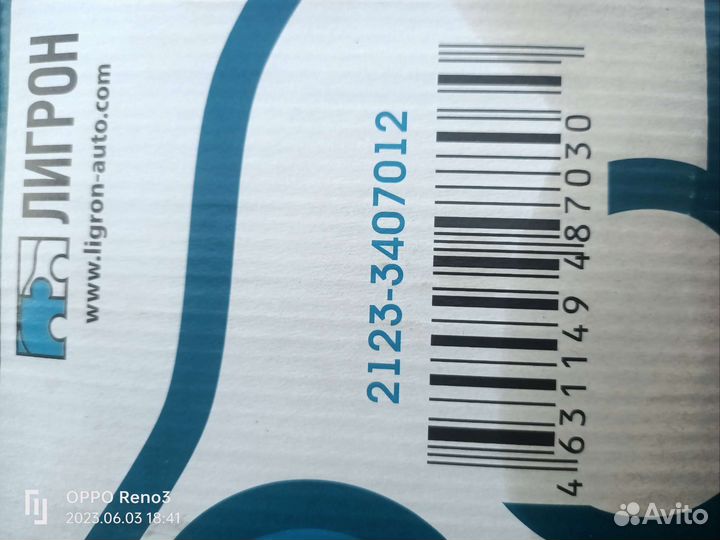 ЛИГРОН
www.ligron-auto.com
2123-3407012
4 631149 487030
OPPO Reno3
2023.06.03 18:41
Avito